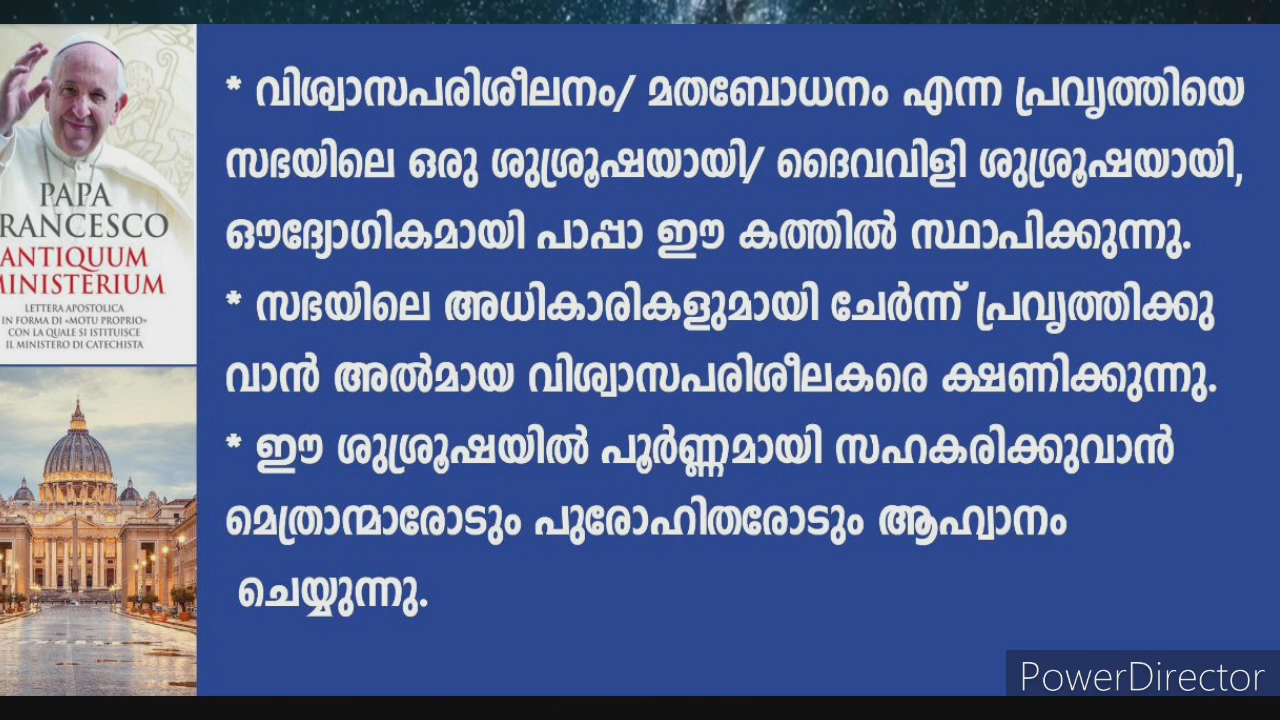 PAPA
RANCESCO
ANTIQUUM
MINISTERIUM
LETTERA APOSTOLICA
IN FORMA DI «MOTU PROPRIO»
CON LA QUALE SI ISTITUISCE
IL MINISTERO DI CATECHISTA
* വിശ്വാസപരിശീലനം/ മതബോധനം എന്ന പ്രവൃത്തിയെ
സഭയിലെ ഒരു ശുശ്രൂഷയായി/ ദൈവവിളി ശുശ്രൂഷയായി,
ഔദ്യോഗികമായി പാപ്പാ ഈ കത്തിൽ സ്ഥാപിക്കുന്നു.
* സഭയിലെ അധികാരികളുമായി ചേർന്ന് പ്രവൃത്തിക്കു
വാൻ അൽമായ വിശ്വാസപരിശീലകരെ ക്ഷണിക്കുന്നു.
* ഈ ശുശ്രൂഷയിൽ പൂർണ്ണമായി സഹകരിക്കുവാൻ
മെത്രാന്മാരോടും പുരോഹിതരോടും ആഹ്വാനം
ചെയ്യുന്നു.
PowerDirector